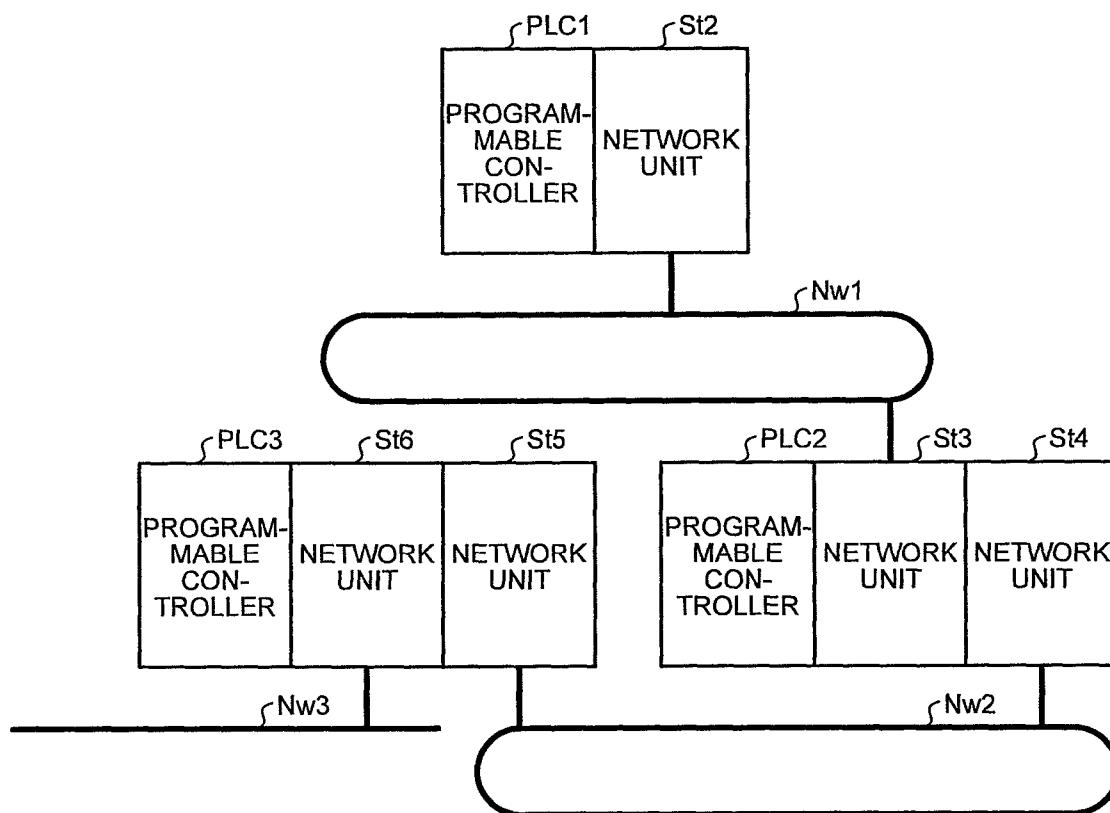 PLC1 St2
PROGRAM-
MABLE
CON-
TROLLER
NETWORK
UNIT
Nw1
PLC3 St6 St5 PLC2 St3 St4
PROGRAM-
MABLE
CON-
TROLLER
NETWORK
UNIT
NETWORK
UNIT
PROGRAM-
MABLE
CON-
TROLLER
NETWORK
UNIT
NETWORK
UNIT
Nw3 Nw2